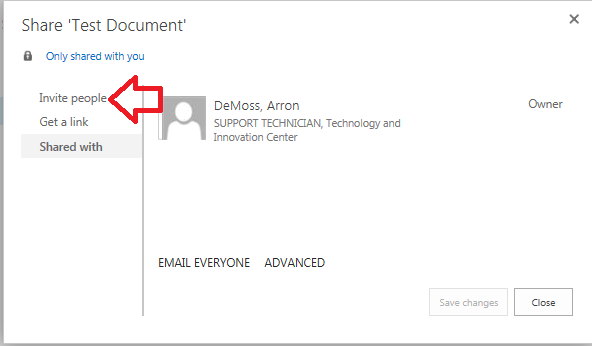 Share 'Test Document'
Only shared with you
Invite people
Get a link
Shared with
DeMoss, Arron
Owner
SUPPORT TECHNICIAN, Technology and
Innovation Center
EMAIL EVERYONE ADVANCED
Save changes Close